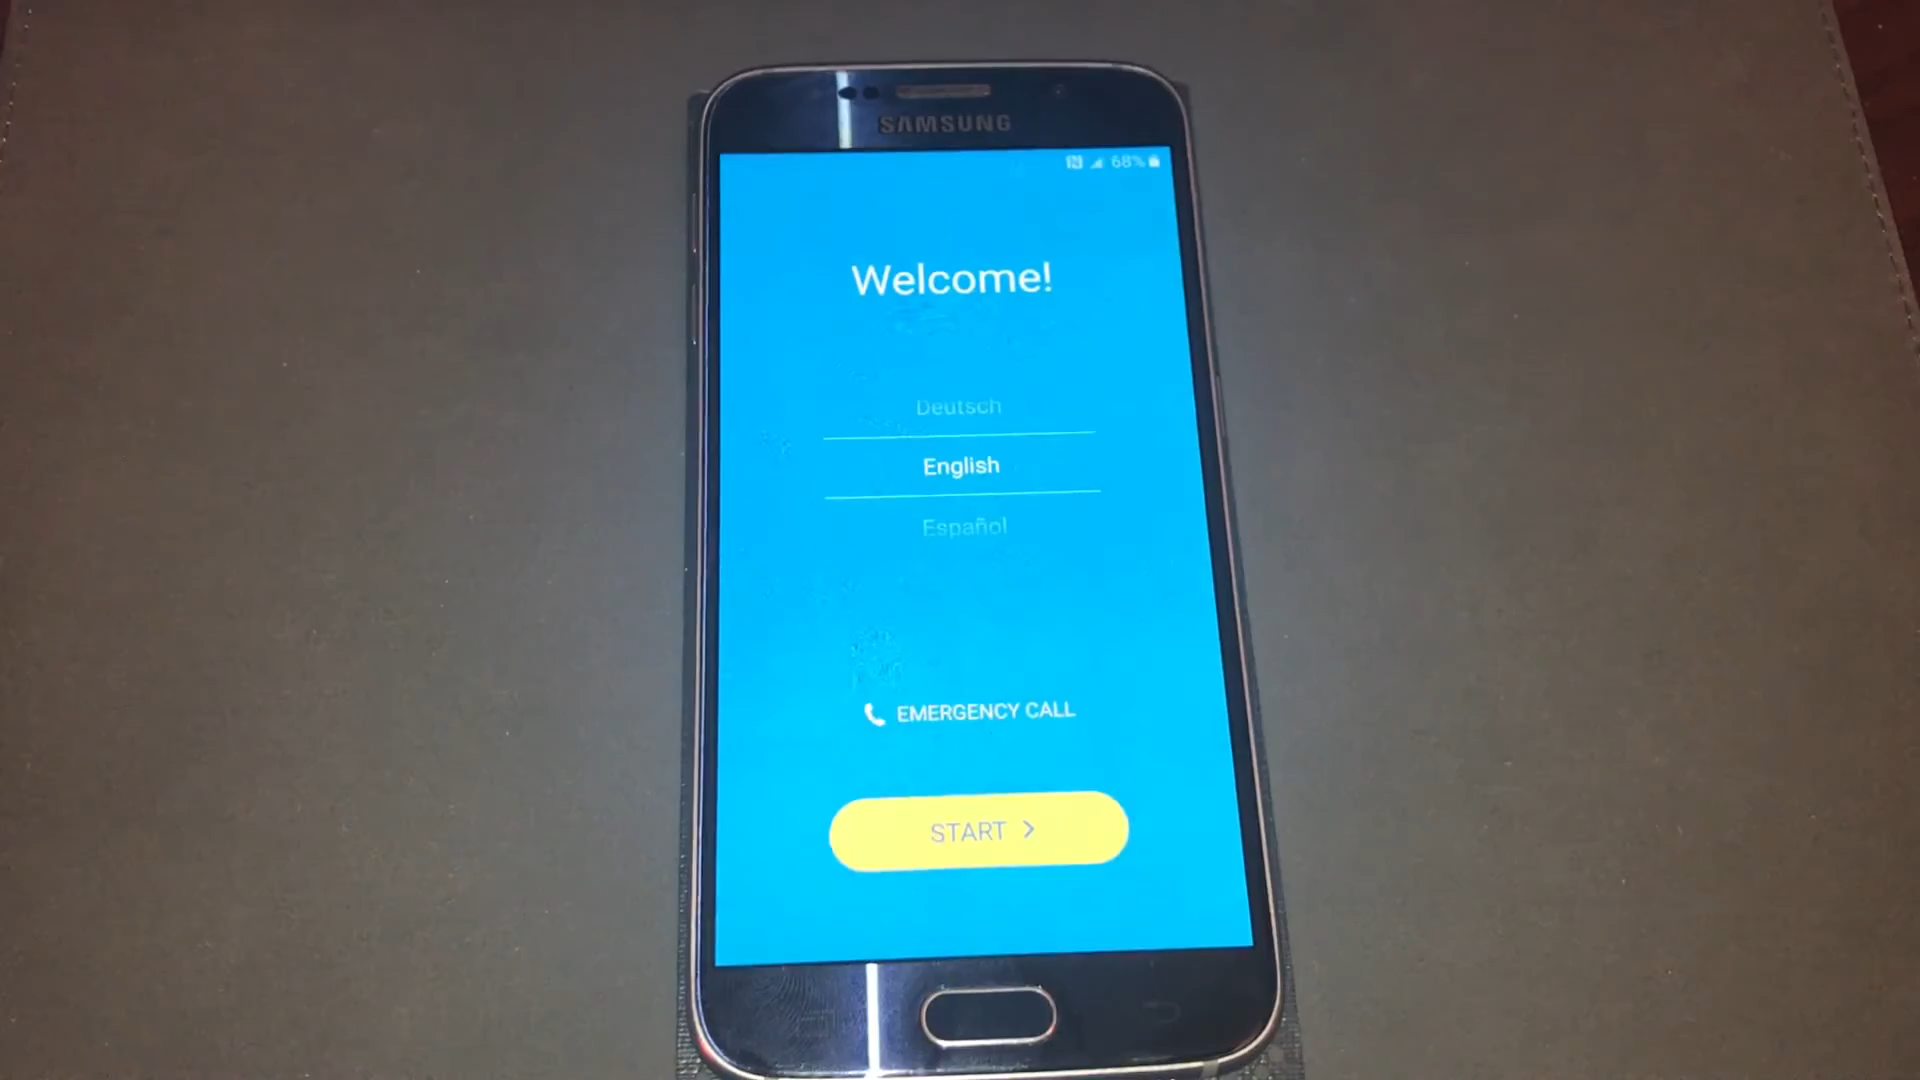 SAMSUNG
68%
Welcome!
Deutsch
English
Español
EMERGENCY CALL
START >